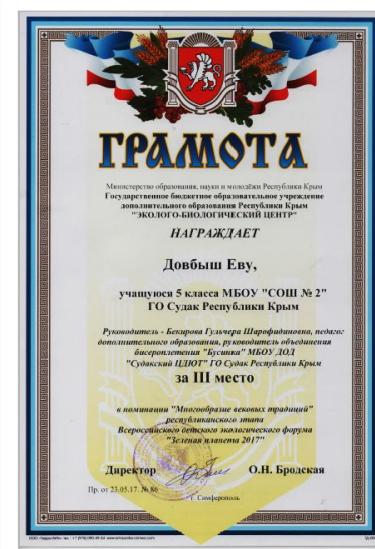 ГРАМОТА
Министерство образования, науки и молодёжи Республики Крым
Государственное бюджетное образовательное учреждение
дополнительного образования Республики Крым
"ЭКОЛОГО-БИОЛОГИЧЕСКИЙ ЦЕНТР"
НАГРАЖДАЕТ
Довбыш Еву,
учащуюся 5 класса МБОУ "СОШ № 2"
ГО Судак Республики Крым
Руководитель - Бекирова Гульчера Шарофидиновна, педагог
дополнительного образования, руководитель объединения
бисероплетения "Бусинка" МБОУ ДОД
"Судакский ЦДЮТ" ГО Судак Республики Крым
за III место
в номинации "Многообразие вековых традиций"
республиканского этапа
Всероссийского детского экологического форума
"Зеленая планета 2017"
Директор О.Н. Бродская
Пр. от 23.05.17. № 86
г. Симферополь